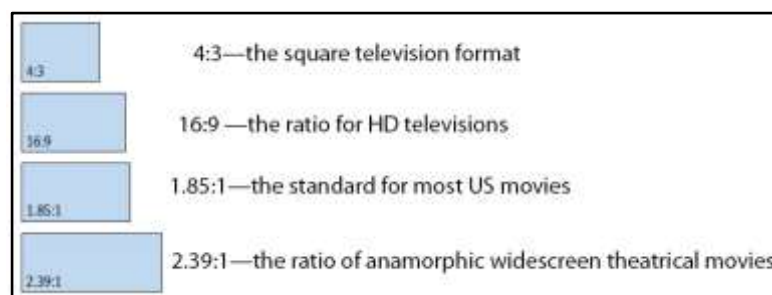 4:3
4:3—the square television format
16:9
16:9 —the ratio for HD televisions
1.85:1
1.85:1—the standard for most US movies
2.39:1
2.39:1—the ratio of anamorphic widescreen theatrical movies